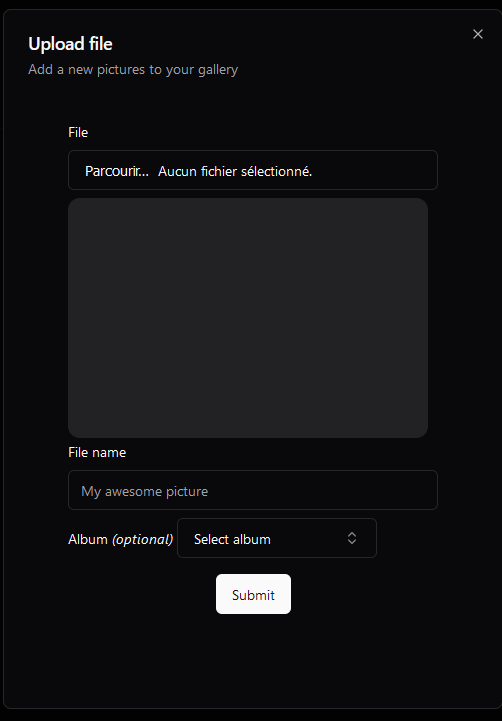 Upload file
Add a new pictures to your gallery
File
Parcourir... Aucun fichier sélectionné.
File name
My awesome picture
Album (optional) Select album
Submit